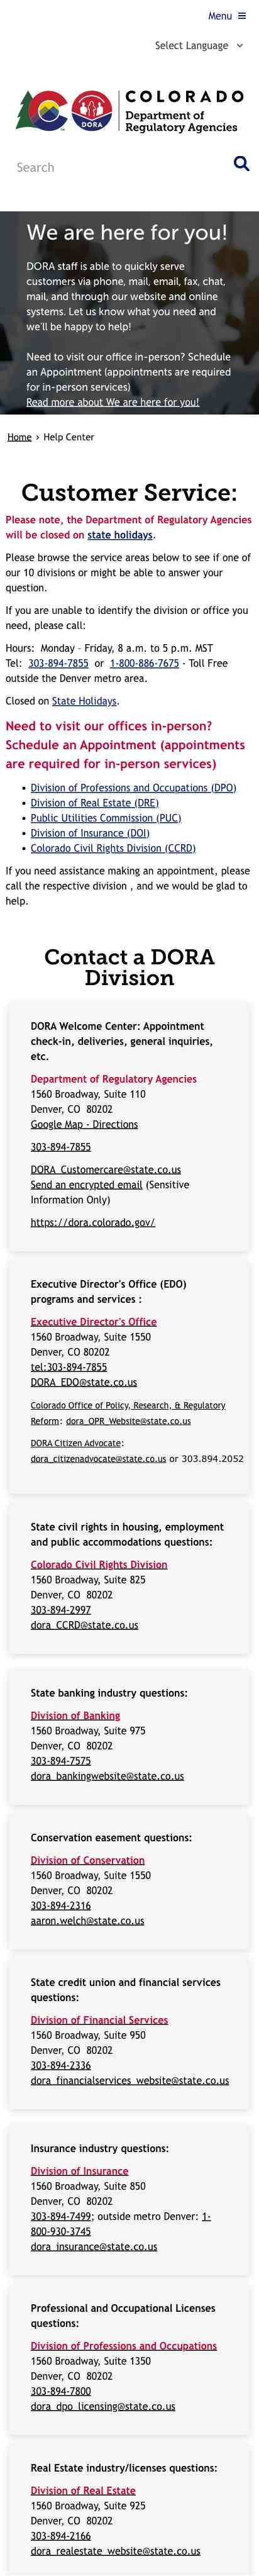 Menu ≡
Select Language
COLORADO
Department of
Regulatory Agencies
CO
DORA
Search
We are here for you!
DORA staff is able to quickly serve
customers via phone, mail, email, fax, chat,
mail, and through our website and online
systems. Let us know what you need and
we'll be happy to help!
Need to visit our office in-person? Schedule
an Appointment (appointments are required
for in-person services)
Read more about We are here for you!
Home › Help Center
Customer Service:
Please note, the Department of Regulatory Agencies
will be closed on state holidays.
Please browse the service areas below to see if one of
our 10 divisions or might be able to answer your
question.
If you are unable to identify the division or office you
need, please call:
Hours:  Monday – Friday, 8 a.m. to 5 p.m. MST
Tel:  303-894-7855  or  1-800-886-7675 - Toll Free
outside the Denver metro area.
Closed on State Holidays.
Need to visit our offices in-person?
Schedule an Appointment (appointments
are required for in-person services)
• Division of Professions and Occupations (DPO)
• Division of Real Estate (DRE)
• Public Utilities Commission (PUC)
• Division of Insurance (DOI)
• Colorado Civil Rights Division (CCRD)
If you need assistance making an appointment, please
call the respective division , and we would be glad to
help.
Contact a DORA
Division
DORA Welcome Center: Appointment
check-in, deliveries, general inquiries,
etc.
Department of Regulatory Agencies
1560 Broadway, Suite 110
Denver, CO  80202
Google Map - Directions
303-894-7855
DORA_Customercare@state.co.us
Send an encrypted email (Sensitive
Information Only)
https://dora.colorado.gov/
Executive Director's Office (EDO)
programs and services :
Executive Director's Office
1560 Broadway, Suite 1550
Denver, CO 80202
tel:303-894-7855
DORA_EDO@state.co.us
Colorado Office of Policy, Research, & Regulatory
Reform: dora_OPR_Website@state.co.us
DORA Citizen Advocate:
dora_citizenadvocate@state.co.us or 303.894.2052
State civil rights in housing, employment
and public accommodations questions:
Colorado Civil Rights Division
1560 Broadway, Suite 825
Denver, CO  80202
303-894-2997
dora_CCRD@state.co.us
State banking industry questions:
Division of Banking
1560 Broadway, Suite 975
Denver, CO  80202
303-894-7575
dora_bankingwebsite@state.co.us
Conservation easement questions:
Division of Conservation
1560 Broadway, Suite 1550
Denver, CO  80202
303-894-2316
aaron.welch@state.co.us
State credit union and financial services
questions:
Division of Financial Services
1560 Broadway, Suite 950
Denver, CO  80202
303-894-2336
dora_financialservices_website@state.co.us
Insurance industry questions:
Division of Insurance
1560 Broadway, Suite 850
Denver, CO  80202
303-894-7499; outside metro Denver: 1-
800-930-3745
dora_insurance@state.co.us
Professional and Occupational Licenses
questions:
Division of Professions and Occupations
1560 Broadway, Suite 1350
Denver, CO  80202
303-894-7800
dora_dpo_licensing@state.co.us
Real Estate industry/licenses questions:
Division of Real Estate
1560 Broadway, Suite 925
Denver, CO  80202
303-894-2166
dora_realestate_website@state.co.us